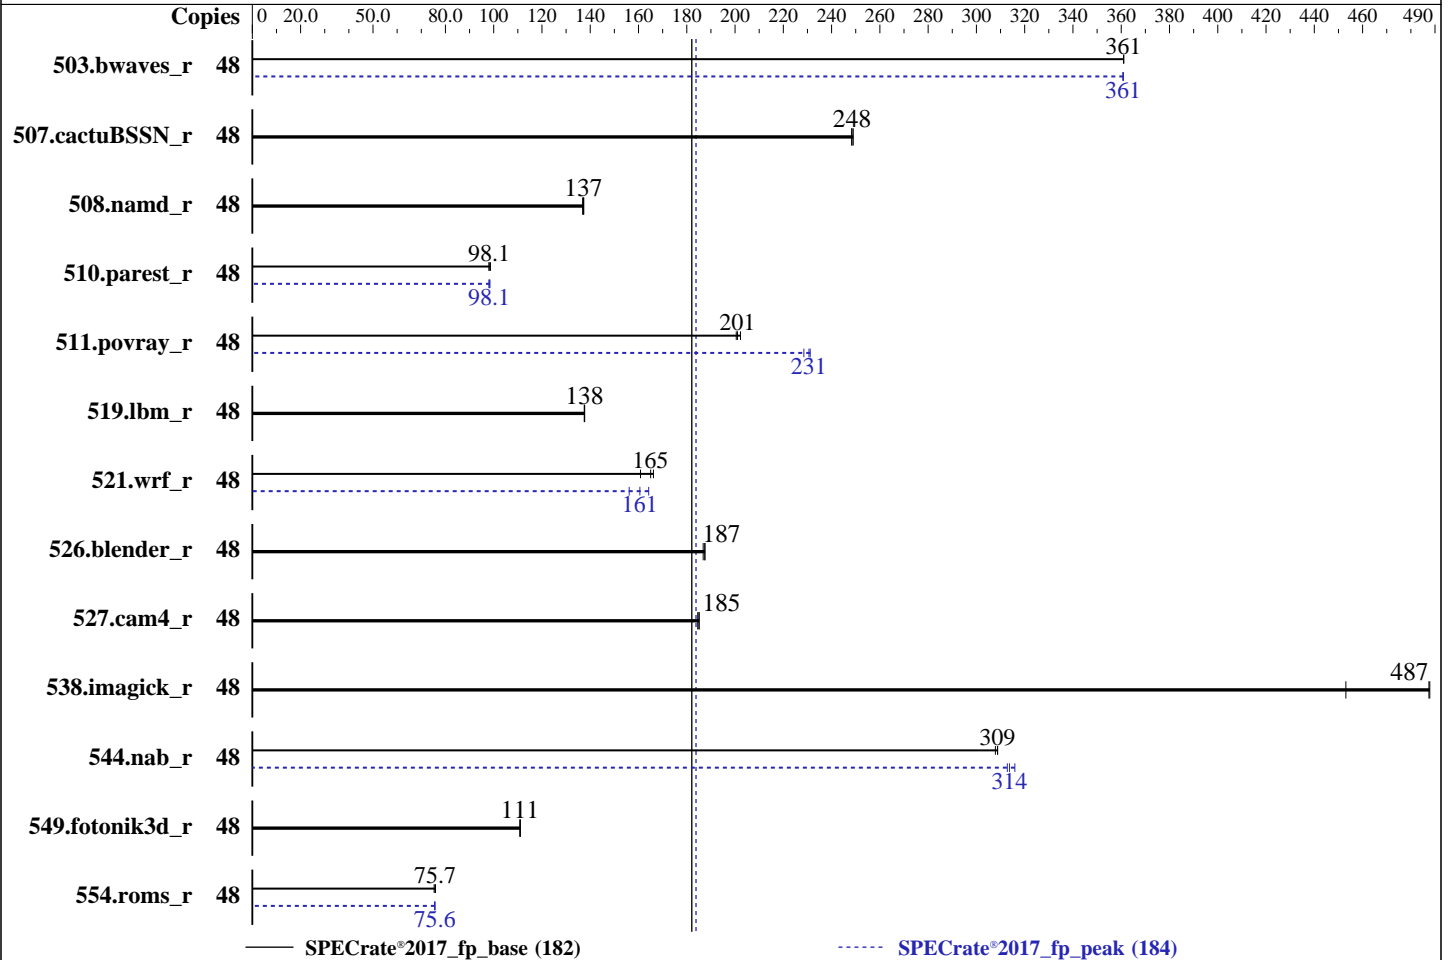 Copies 0 20.0 50.0 80.0 100 120 140 160 180 200 220 240 260 280 300 320 340 360 380 400 420 440 460 490
503.bwaves_r 48 361
361
507.cactuBSSN_r 48 248
508.namd_r 48 137
510.parest_r 48 98.1
98.1
511.povray_r 48 201
231
519.lbm_r 48 138
521.wrf_r 48 165
161
526.blender_r 48 187
527.cam4_r 48 185
538.imagick_r 48 487
544.nab_r 48 309
314
549.fotonik3d_r 48 111
554.roms_r 48 75.7
75.6
SPECrate®2017_fp_base (182) SPECrate®2017_fp_peak (184)